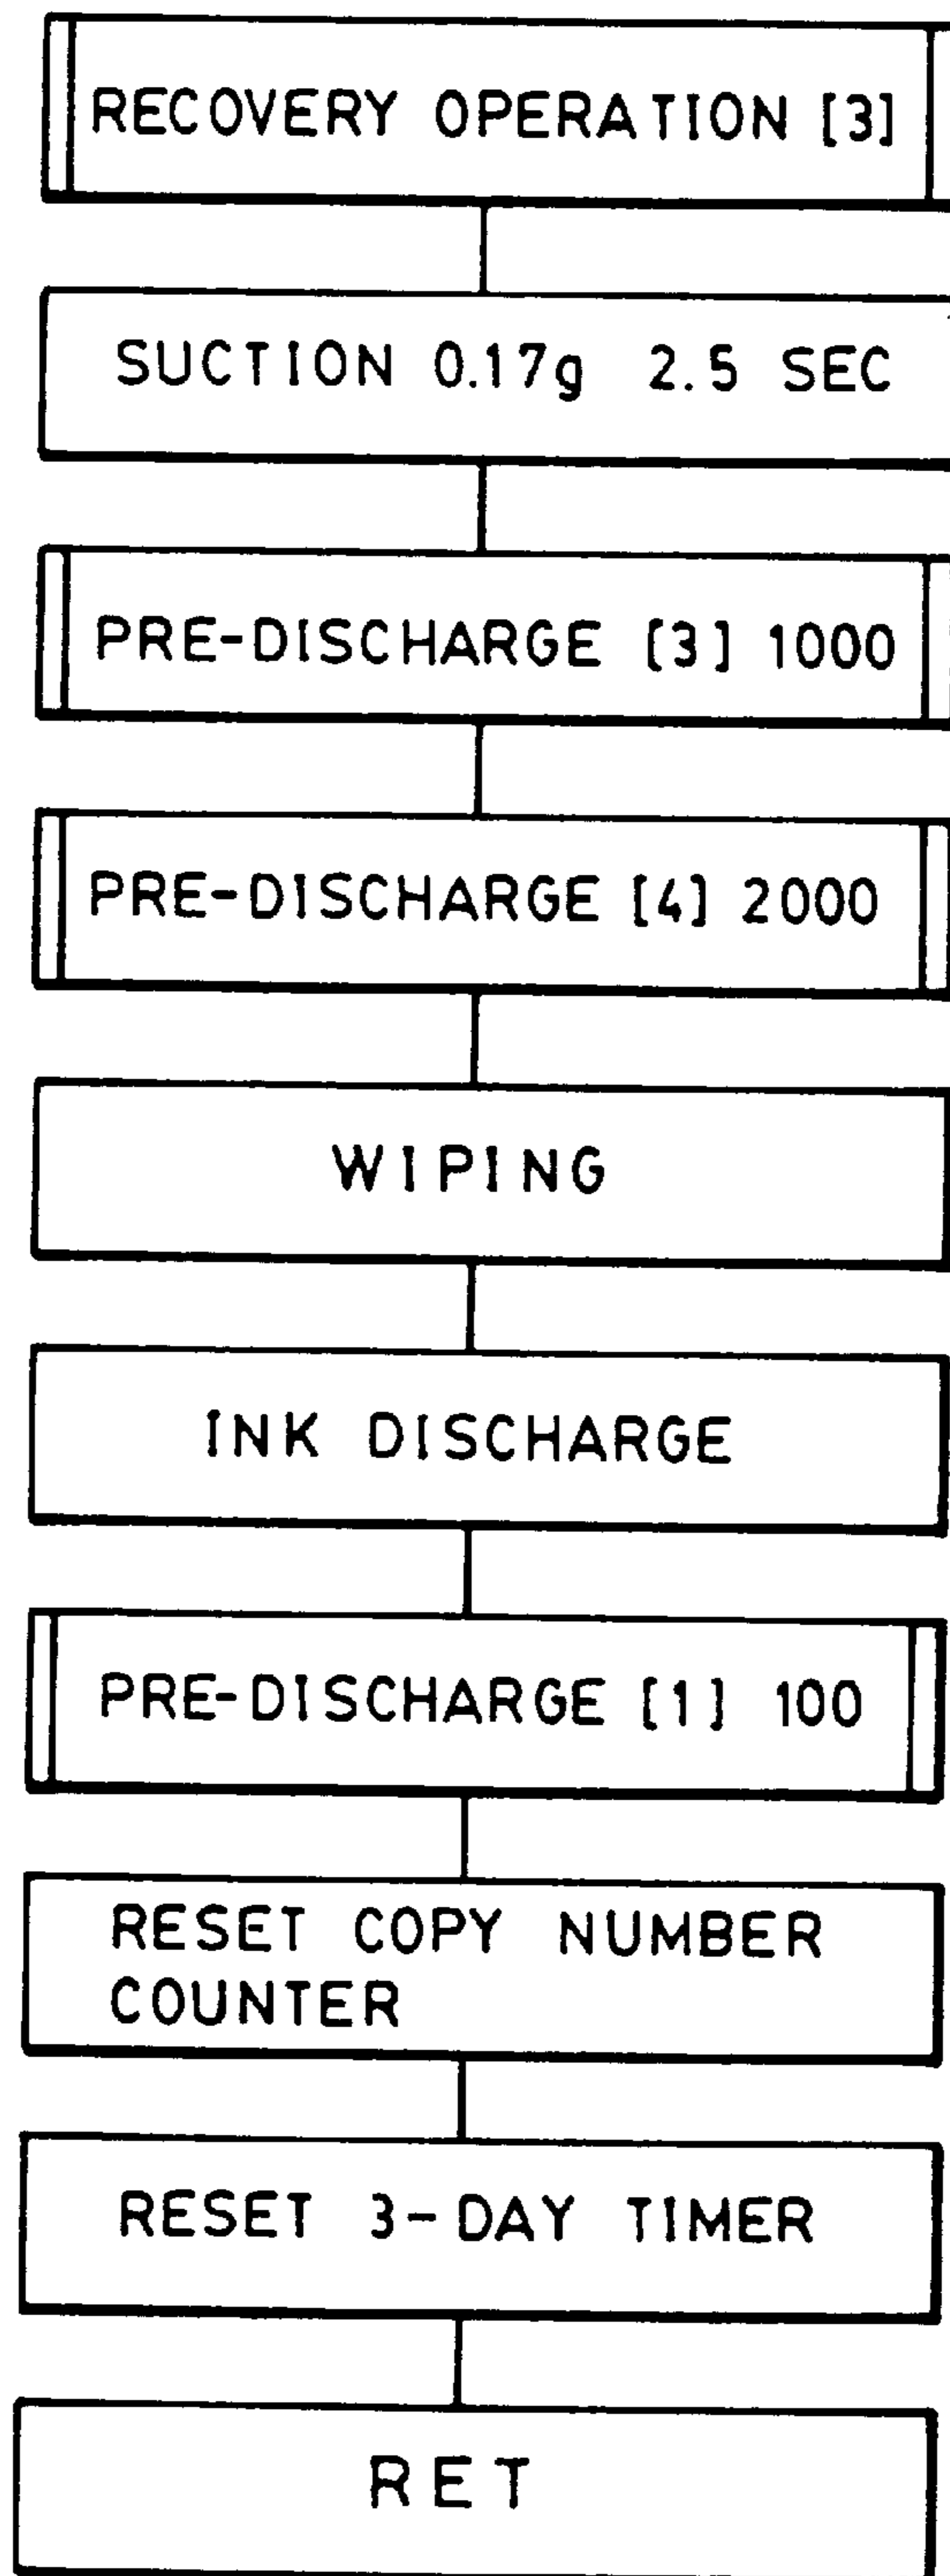 RECOVERY OPERATION [3]
SUCTION 0.17g 2.5 SEC
PRE-DISCHARGE [3] 1000
PRE-DISCHARGE [4] 2000
WIPING
INK DISCHARGE
PRE-DISCHARGE [1] 100
RESET COPY NUMBER
COUNTER
RESET 3-DAY TIMER
RET